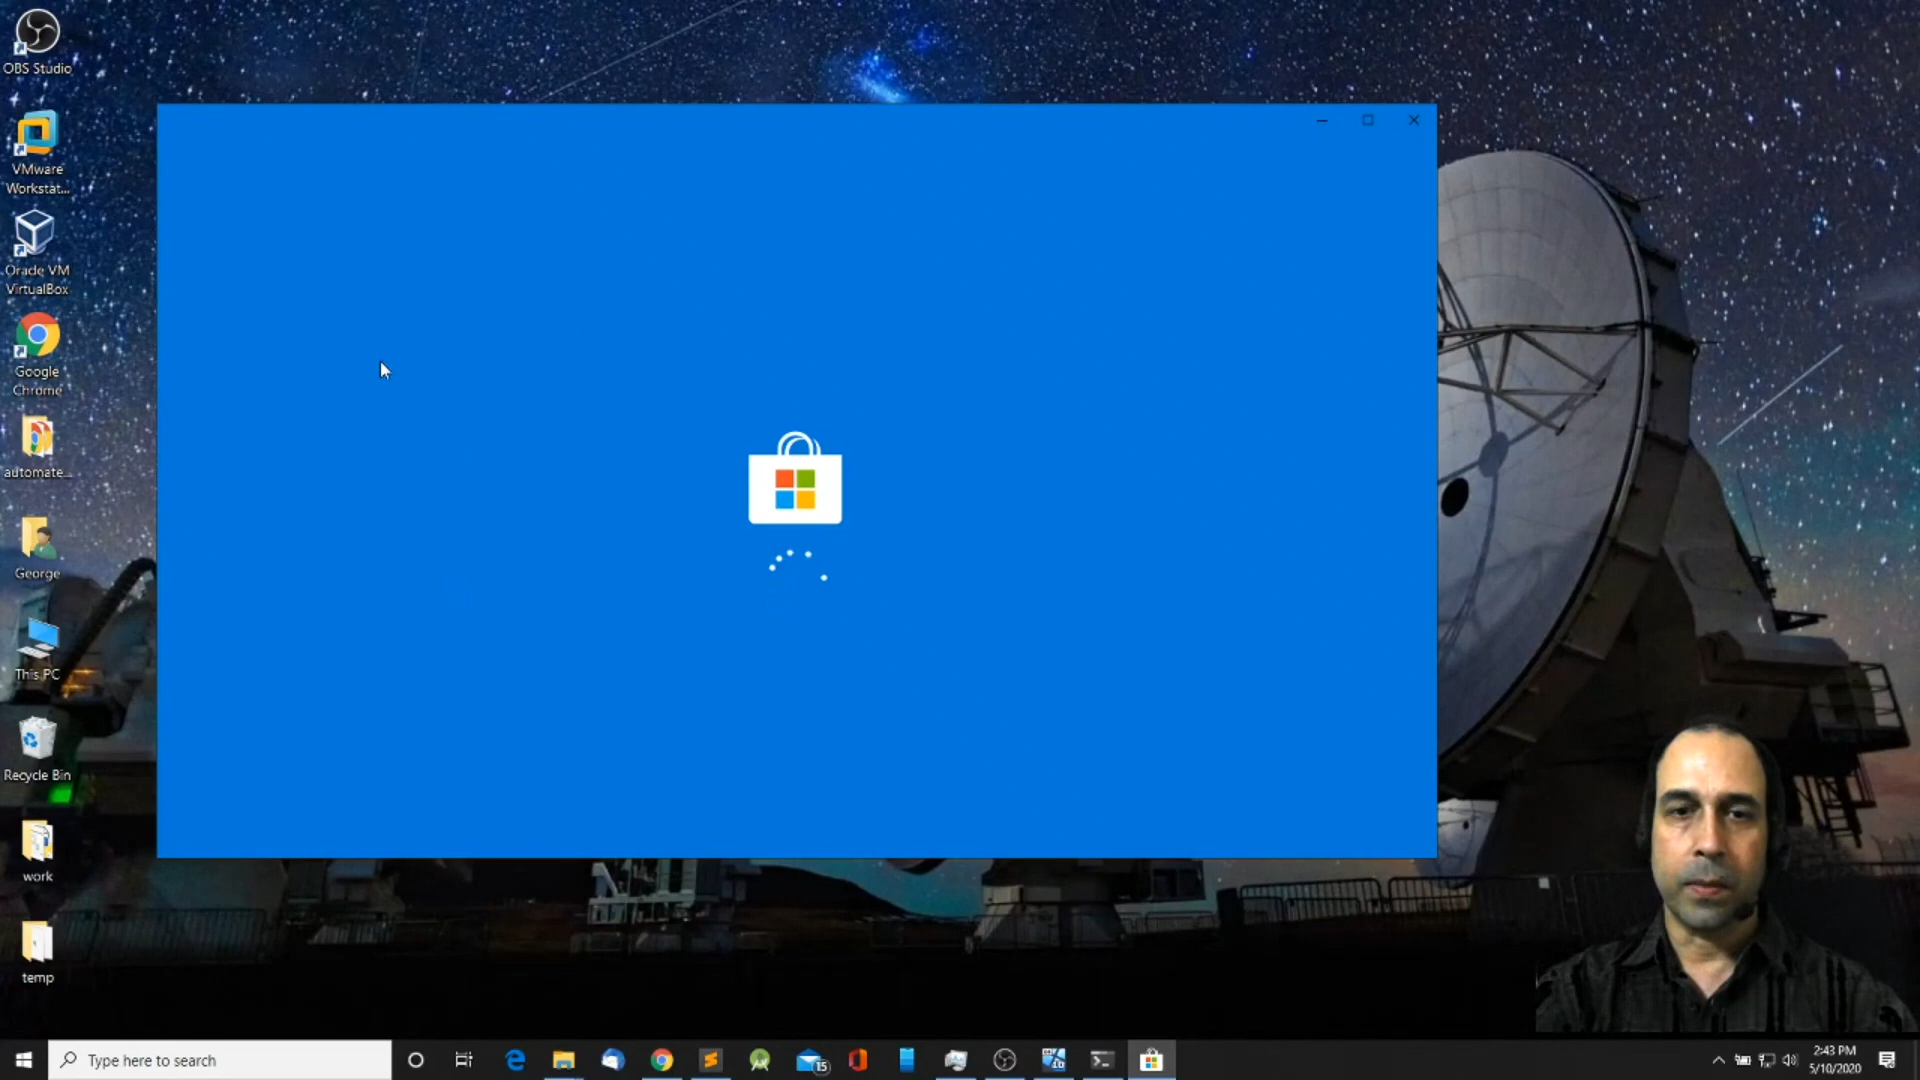 OBS Studio
VMware
Workstat...
Oracle VM
VirtualBox
Google
Chrome
automate...
George
This PC
Recycle Bin
work
temp
Type here to search
15
2:43 PM
5/10/2020